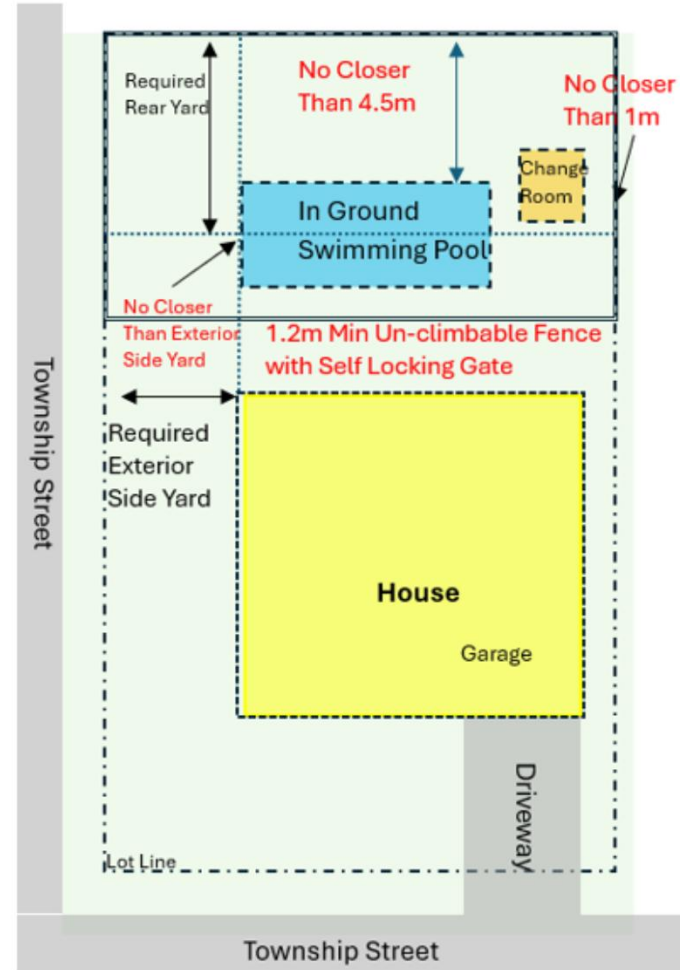 No Closer
Than 4.5m
No Closer
Than 1m
Required
Rear Yard
Change
Room
In Ground
Swimming Pool
No Closer
Than Exterior
Side Yard
1.2m Min Un-climbable Fence
with Self Locking Gate
Township Street
Required
Exterior
Side Yard
House
Garage
Driveway
Lot Line
Township Street